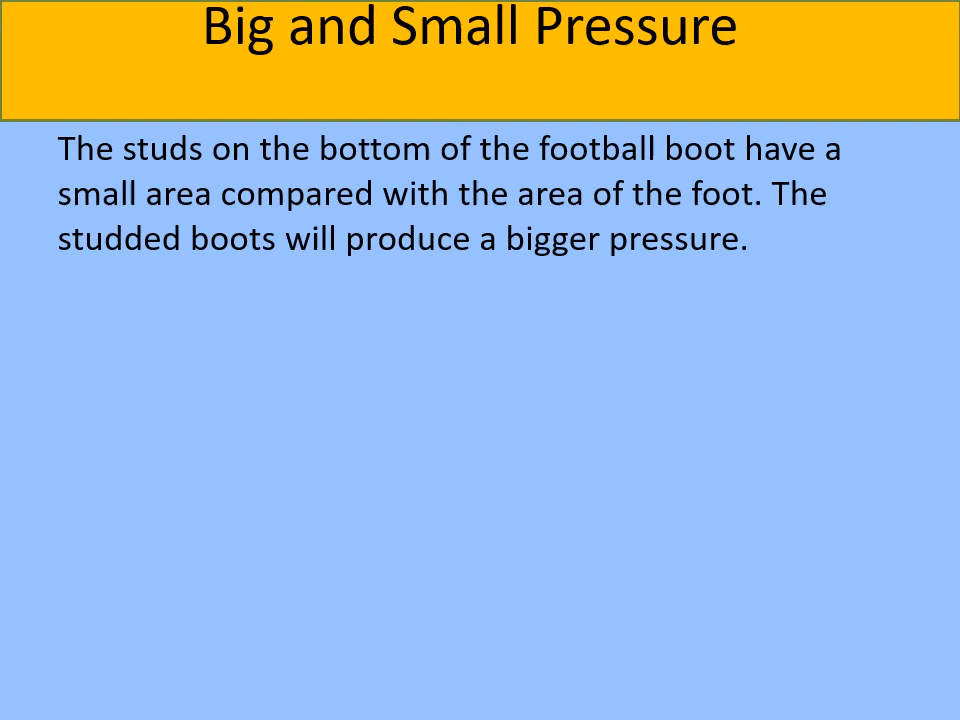 Big and Small Pressure
The studs on the bottom of the football boot have a
small area compared with the area of the foot. The
studded boots will produce a bigger pressure.